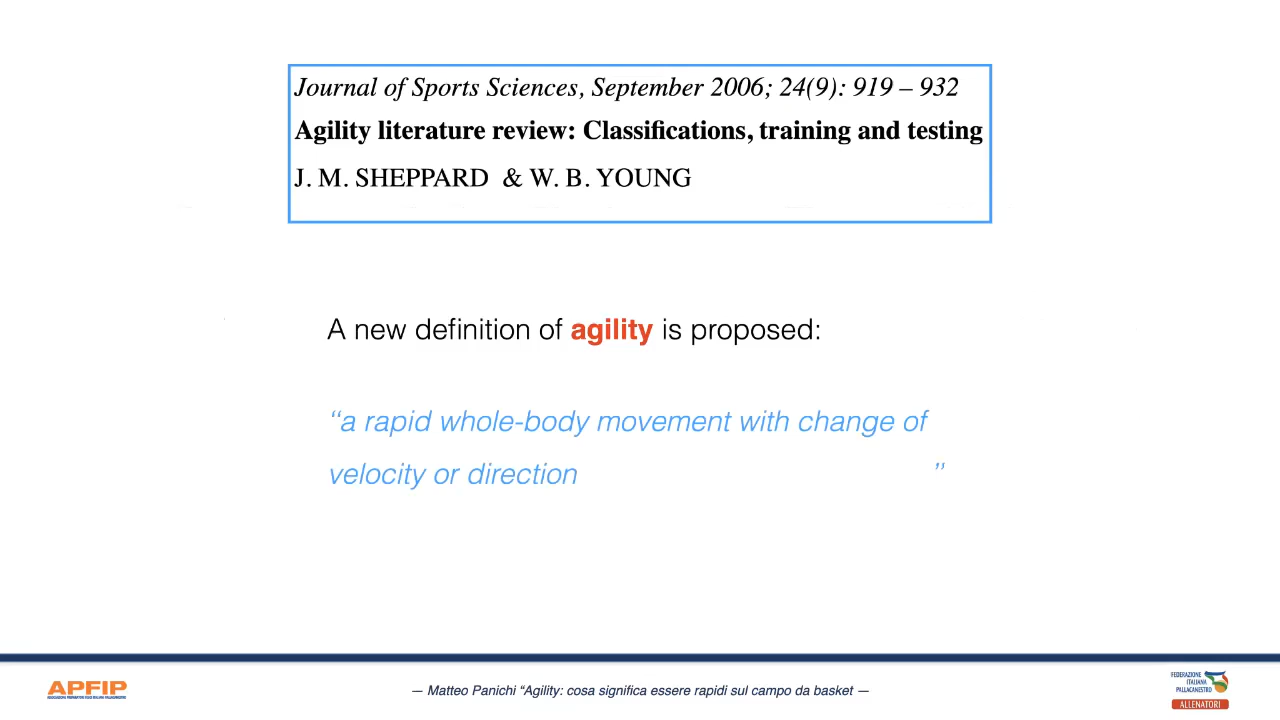 Journal of Sports Sciences, September 2006; 24(9): 919 – 932
Agility literature review: Classifications, training and testing
J. M. SHEPPARD & W. B. YOUNG
A new definition of agility is proposed:
“a rapid whole-body movement with change of
velocity or direction ”
APFIP
— Matteo Panichi “Agility: cosa significa essere rapidi sul campo da basket —
FEDERAZIONE
ITALIANA
PALLACANESTRO
ALLENATORI